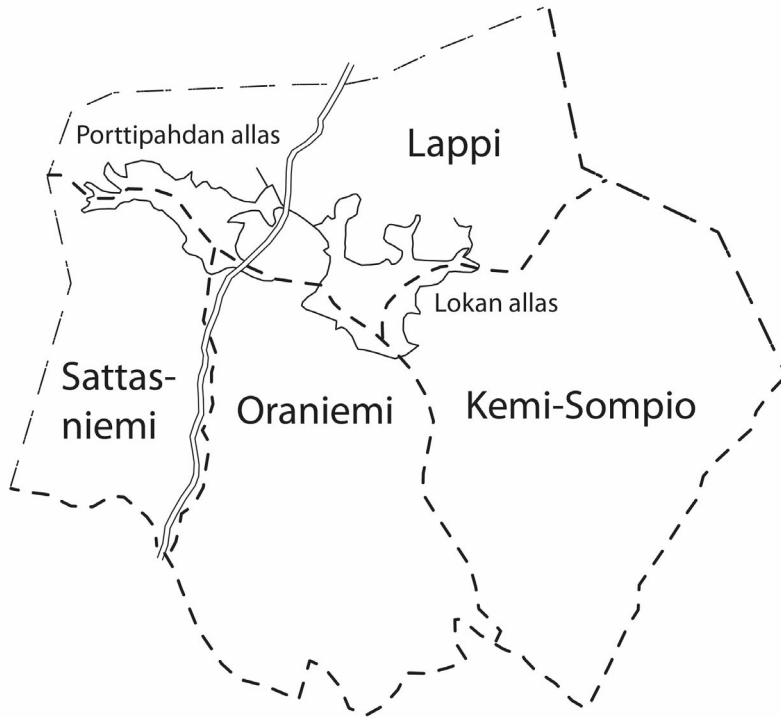 Porttipahdan allas
Lappi
Lokan allas
Sattas-
niemi
Oraniemi
Kemi-Sompio